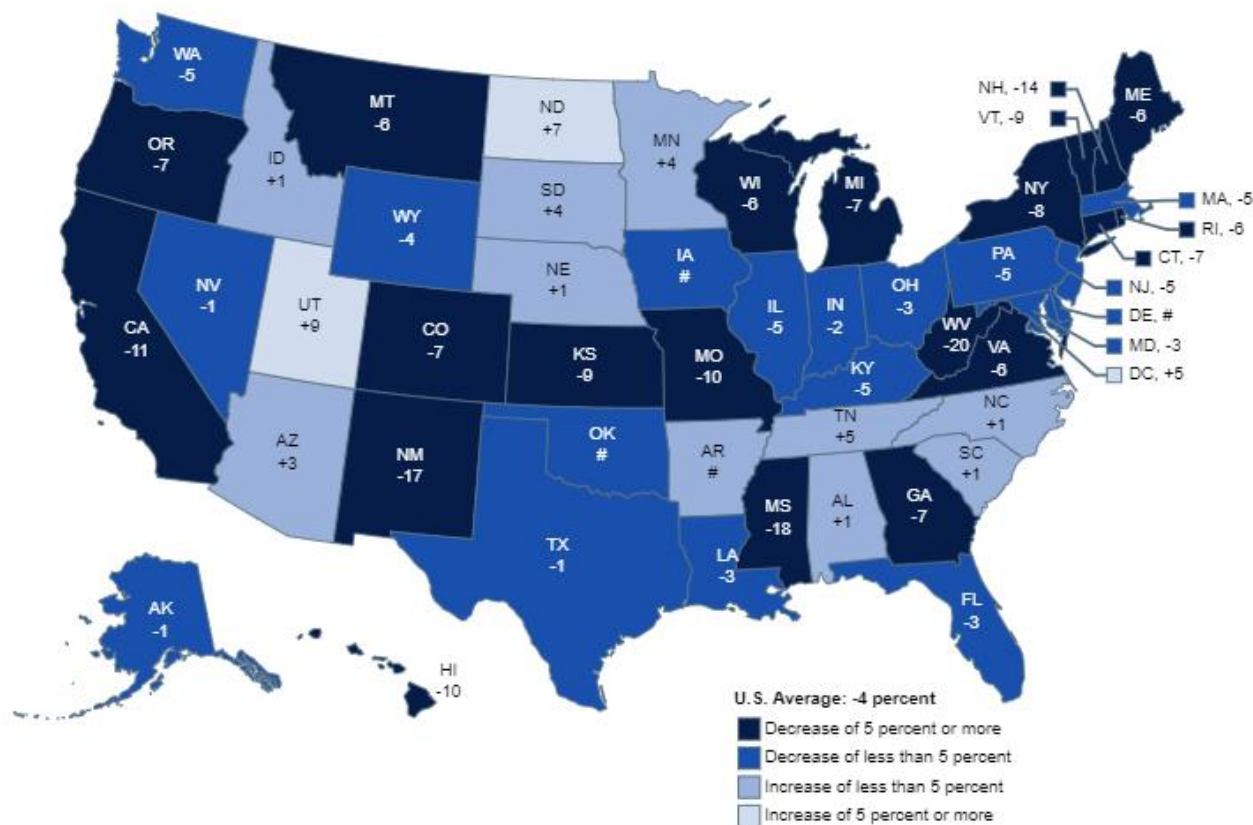 WA
-5
MT
-6
ND
+7
MN
+4
NH, -14
VT, -9
ME
-6
OR
-7
ID
+1
SD
+4
WI
-6
MI
-7
NY
-8
MA, -5
RI, -6
CT, -7
WY
-4
IA
#
PA
-5
NJ, -5
DE, #
MD, -3
DC, +5
NV
-1
UT
+9
NE
+1
IL
-5
IN
-2
OH
-3
WV
-20
VA
-6
CA
-11
CO
-7
KS
-9
MO
-10
KY
-5
NC
+1
TN
+5
SC
+1
AZ
+3
NM
-17
OK
#
AR
#
MS
-18
AL
+1
GA
-7
TX
-1
LA
-3
FL
-3
AK
-1
HI
-10
U.S. Average: -4 percent
Decrease of 5 percent or more
Decrease of less than 5 percent
Increase of less than 5 percent
Increase of 5 percent or more